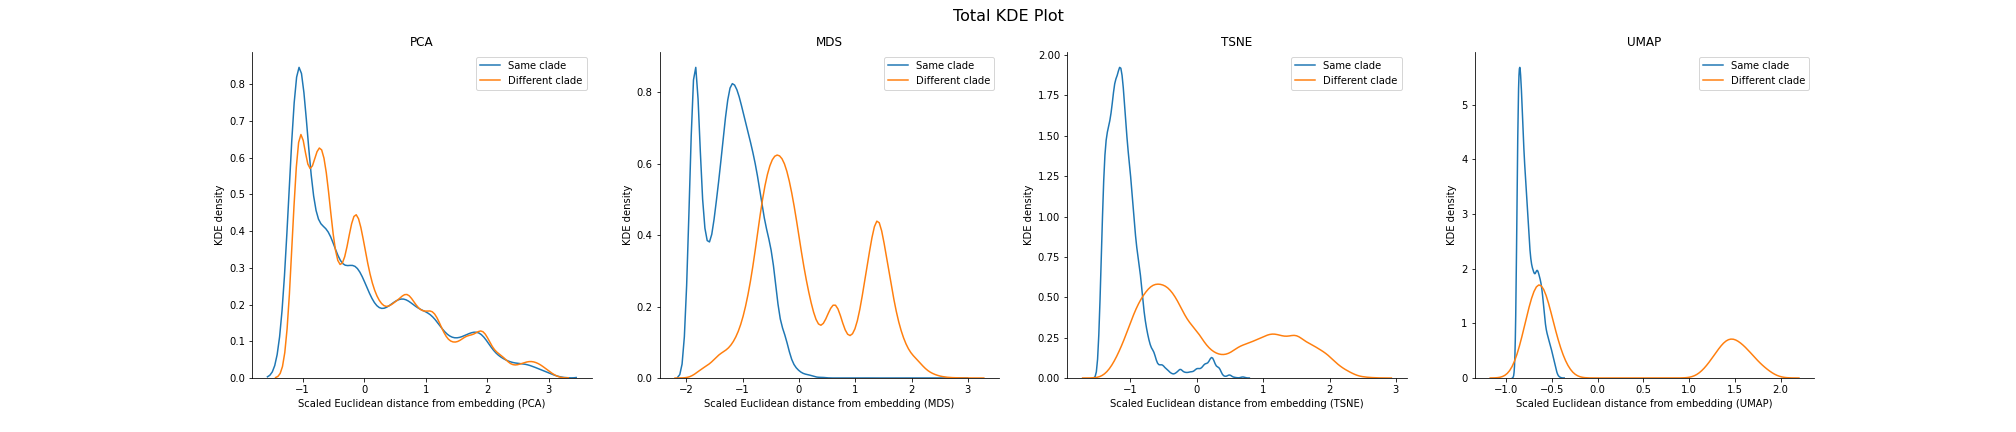 Total KDE Plot
PCA
Same clade
Different clade
KDE density
0.8
0.7
0.6
0.5
0.4
0.3
0.2
0.1
0.0
−1
0
1
2
3
Scaled Euclidean distance from embedding (PCA)
MDS
Same clade
Different clade
KDE density
0.8
0.6
0.4
0.2
0.0
−2
−1
0
1
2
3
Scaled Euclidean distance from embedding (MDS)
TSNE
Same clade
Different clade
KDE density
2.00
1.75
1.50
1.25
1.00
0.75
0.50
0.25
0.00
−1
0
1
2
3
Scaled Euclidean distance from embedding (TSNE)
UMAP
Same clade
Different clade
KDE density
5
4
3
2
1
0
−1.0
−0.5
0.0
0.5
1.0
1.5
2.0
Scaled Euclidean distance from embedding (UMAP)